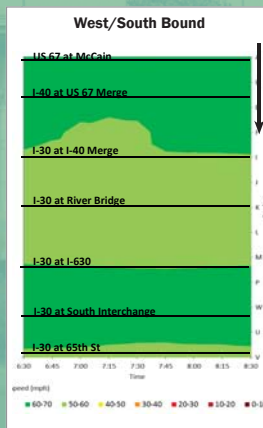 West/South Bound
US 67 at McCain
I-40 at US 67 Merge
I-30 at I-40 Merge
I-30 at River Bridge
I-30 at I-630
I-30 at South Interchange
I-30 at 65th St
6:30 6:45 7:00 7:15 7:30 7:45 8:00 8:15 8:30
Time
speed (mph)
60-70 50-60 40-50 30-40 20-30 10-20 0-1